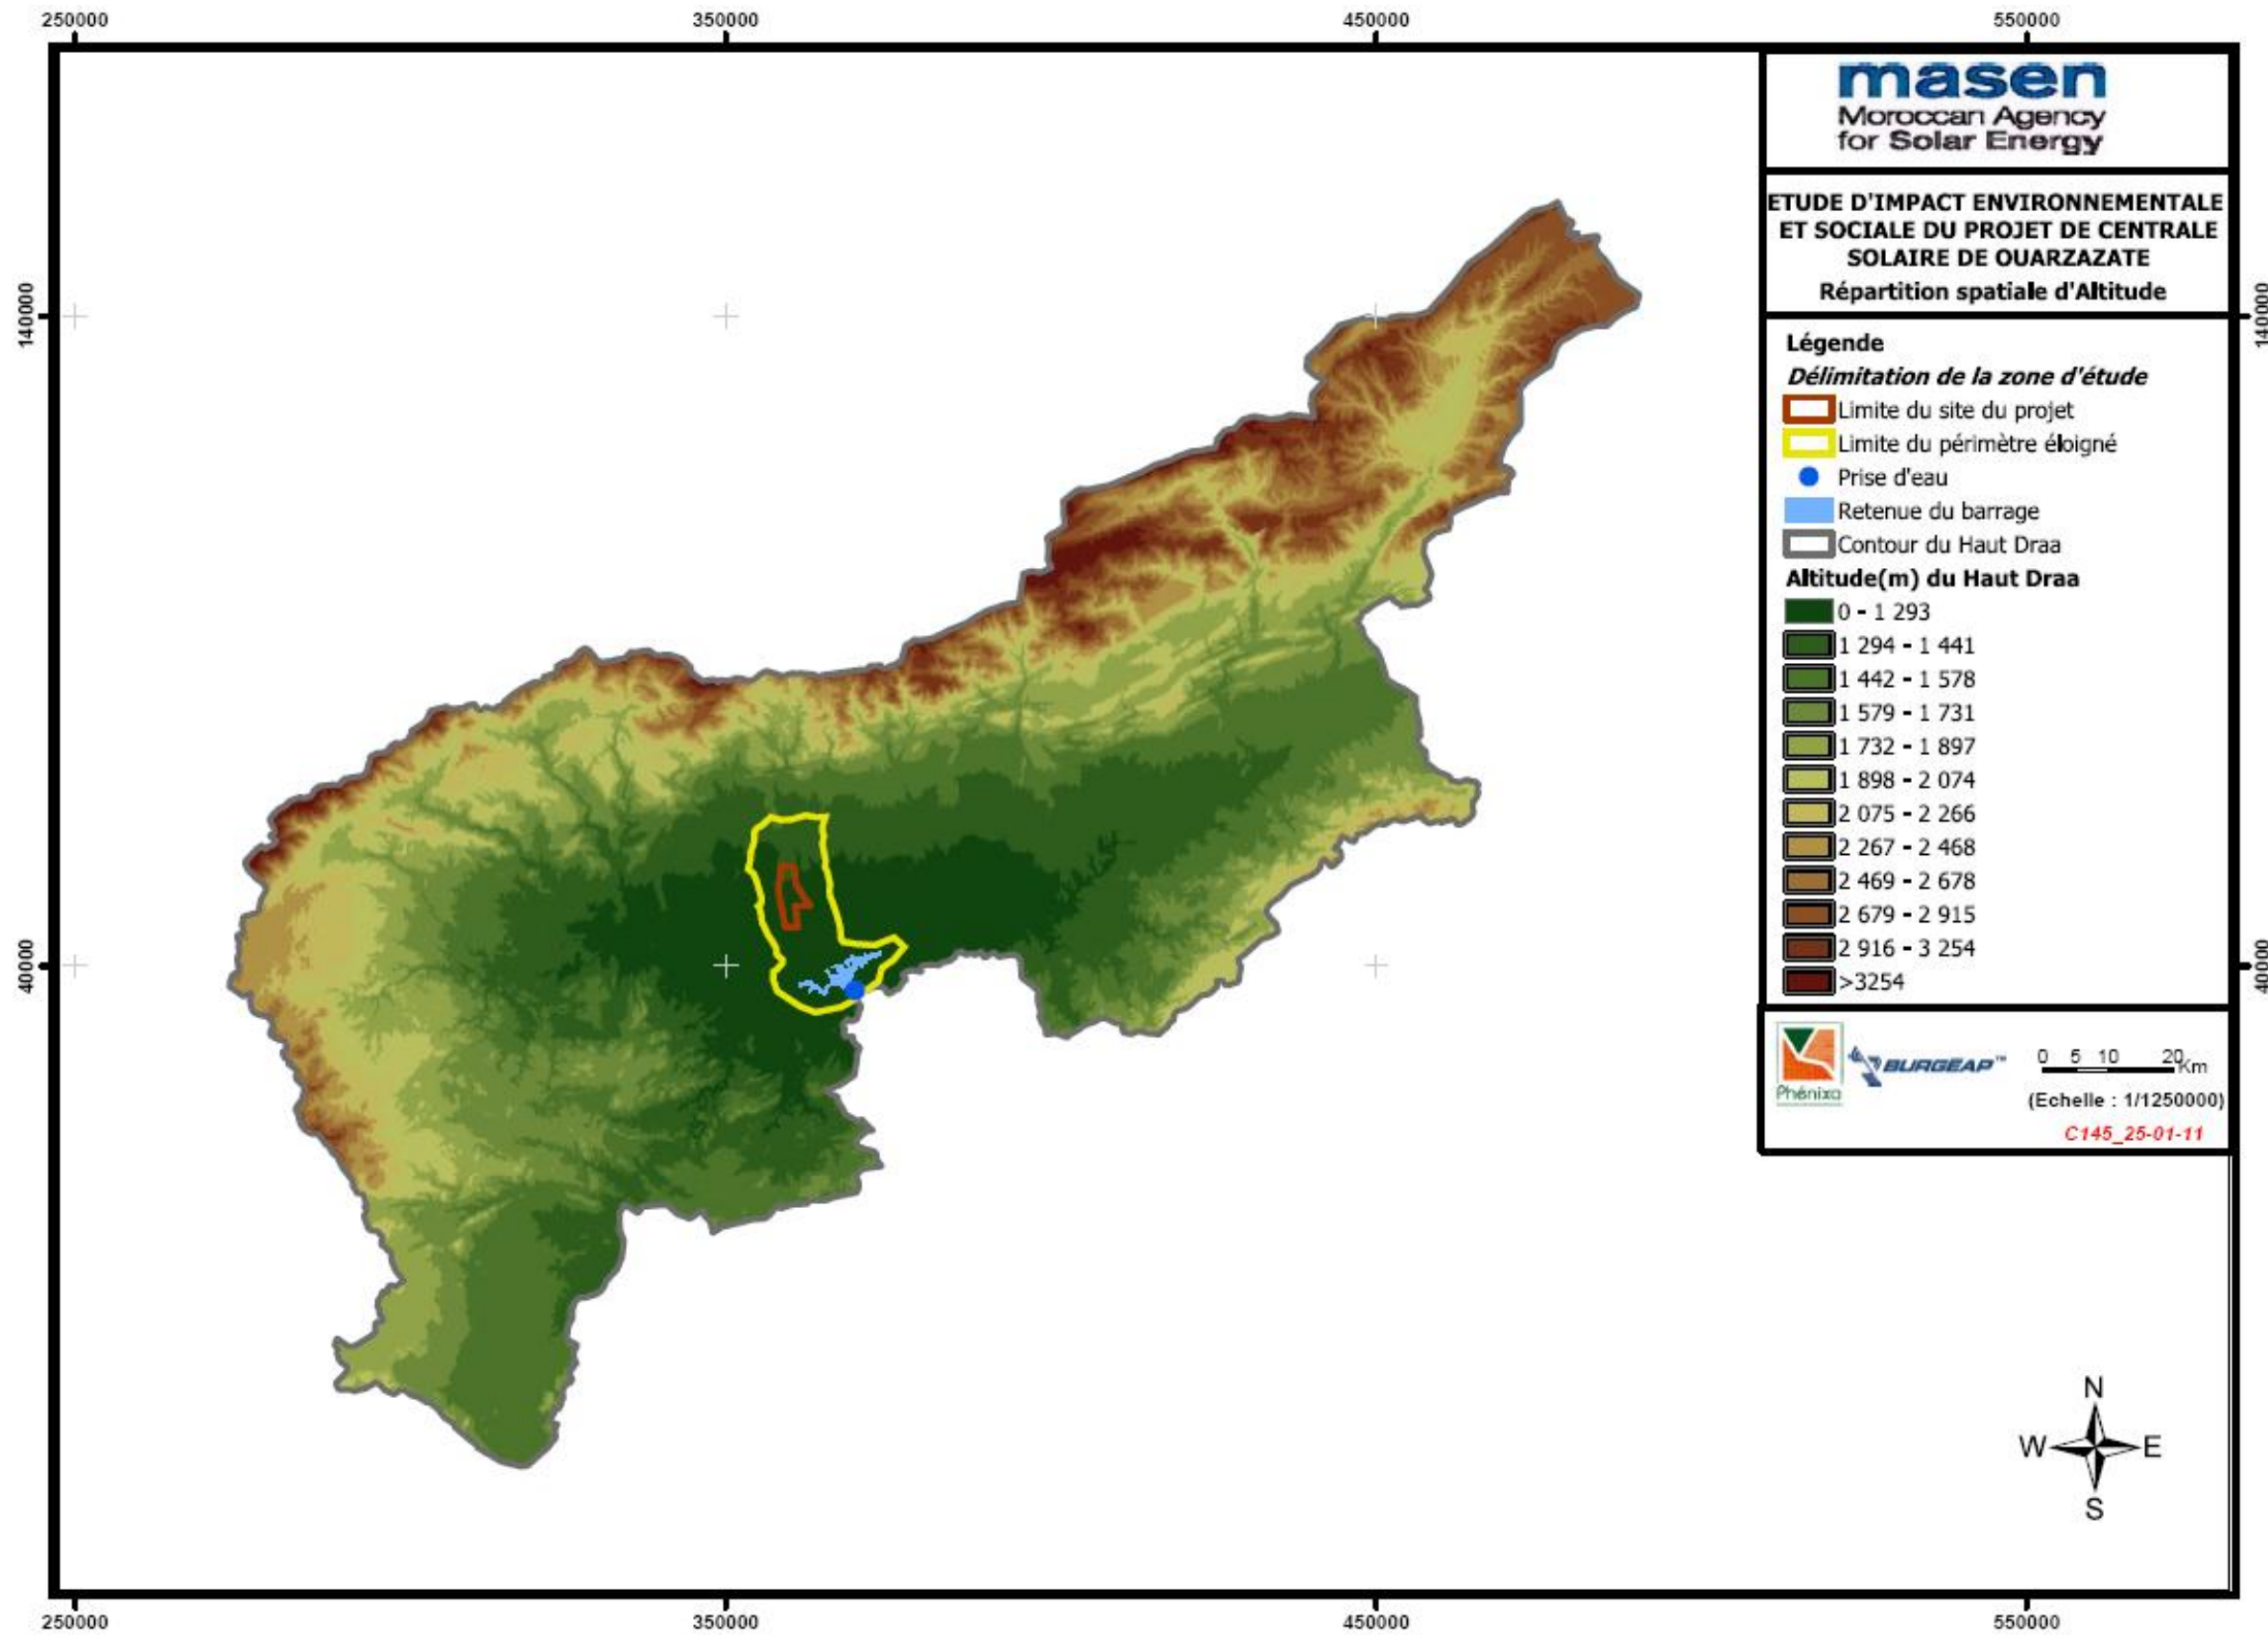 250000 350000 450000 550000
masen
Moroccan Agency
for Solar Energy
ETUDE D'IMPACT ENVIRONNEMENTALE
ET SOCIALE DU PROJET DE CENTRALE
SOLAIRE DE OUARZAZATE
Répartition spatiale d'Altitude
140000 140000
Légende
Délimitation de la zone d'étude
Limite du site du projet
Limite du périmètre éloigné
Prise d'eau
Retenue du barrage
Contour du Haut Draa
Altitude(m) du Haut Draa
0 - 1 293
1 294 - 1 441
1 442 - 1 578
1 579 - 1 731
1 732 - 1 897
1 898 - 2 074
2 075 - 2 266
2 267 - 2 468
2 469 - 2 678
2 679 - 2 915
2 916 - 3 254
>3254
40000 40000
Phénixa
BURGEAP™
0 5 10 20 Km
(Echelle : 1/1250000)
C145_25-01-11
N
W E
S
250000 350000 450000 550000